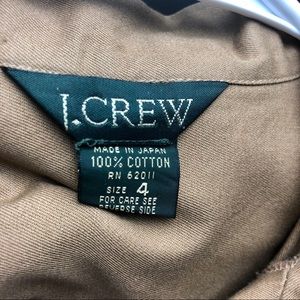 J.CREW
MADE IN JAPAN
100% COTTON
RN 62011
SIZE 4
FOR CARE SEE
REVERSE SIDE